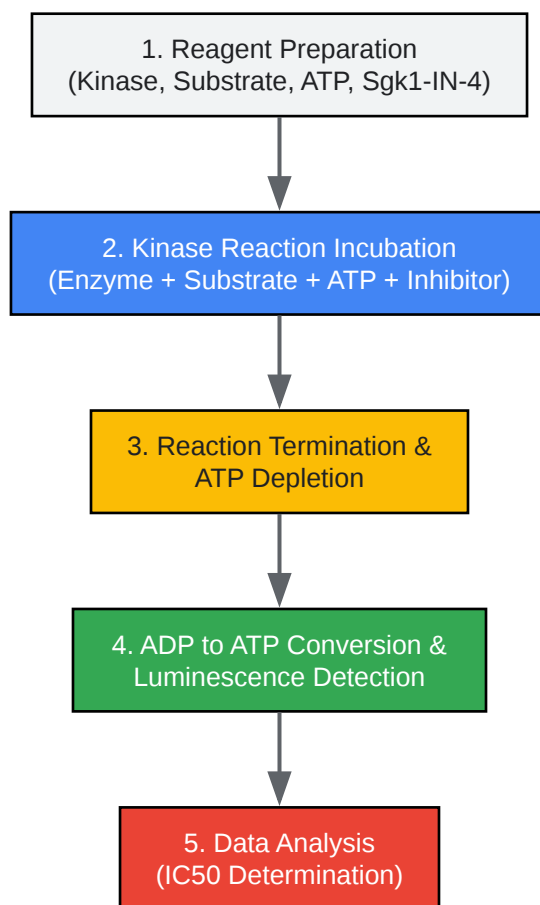 1. Reagent Preparation
(Kinase, Substrate, ATP, Sgk1-IN-4)
2. Kinase Reaction Incubation
(Enzyme + Substrate + ATP + Inhibitor)
3. Reaction Termination &
ATP Depletion
4. ADP to ATP Conversion &
Luminescence Detection
5. Data Analysis
(IC50 Determination)